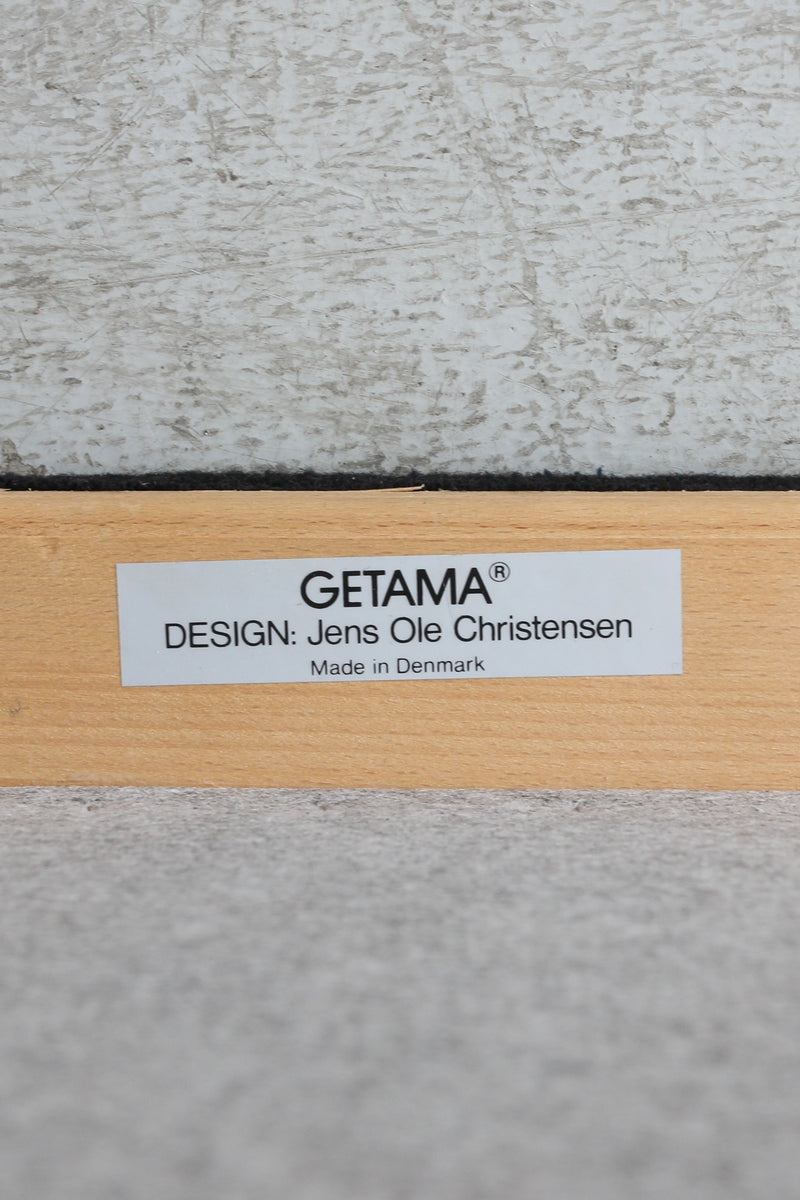 GETAMA®
DESIGN: Jens Ole Christensen
Made in Denmark